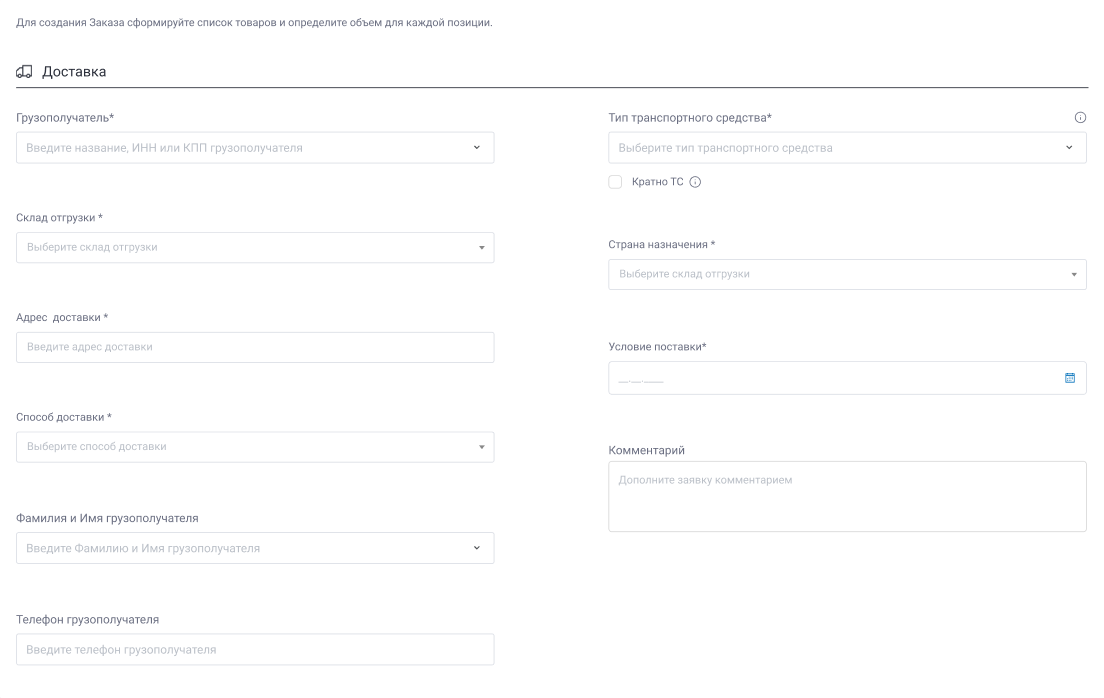 Для создания Заказа сформируйте список товаров и определите объем для каждой позиции.
Доставка
Грузополучатель*
Введите название, ИНН или КПП грузополучателя
Склад отгрузки *
Выберите склад отгрузки
Адрес  доставки *
Введите адрес доставки
Способ доставки *
Выберите способ доставки
Фамилия и Имя грузополучателя
Введите Фамилию и Имя грузополучателя
Телефон грузополучателя
Введите телефон грузополучателя
Тип транспортного средства*
Выберите тип транспортного средства
Кратно ТС
Страна назначения *
Выберите склад отгрузки
Условие поставки*
__.__.____
Комментарий
Дополните заявку комментарием